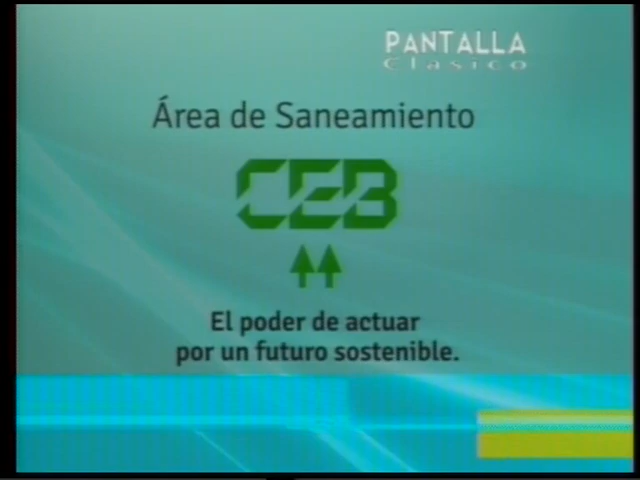 PANTALLA
Clásico
Área de Saneamiento
CEB
El poder de actuar
por un futuro sostenible.